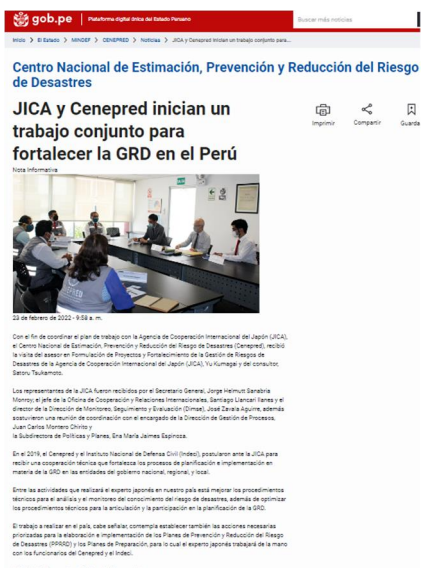 gob.pe
Plataforma digital única del Estado Peruano
Buscar más noticias
Inicio > El Estado > MINDEF > CENEPRED > Noticias > JICA y Cenepred inician un trabajo conjunto para...
Centro Nacional de Estimación, Prevención y Reducción del Riesgo
de Desastres
JICA y Cenepred inician un
trabajo conjunto para
fortalecer la GRD en el Perú
Imprimir
Compartir
Guarda
Nota Informativa
23 de febrero de 2022 - 9:58 a. m.
Con el fin de coordinar el plan de trabajo con la Agencia de Cooperación Internacional del Japón (JICA),
el Centro Nacional de Estimación, Prevención y Reducción del Riesgo de Desastres (Cenepred), recibió
la visita del asesor en Formulación de Proyectos y Fortalecimiento de la Gestión de Riesgos de
Desastres de la Agencia de Cooperación Internacional del Japón (JICA), Yu Kumagai y del consultor,
Satoru Tsukamoto.
Los representantes de la JICA fueron recibidos por el Secretario General, Jorge Helmutt Sanabria
Monroy; el jefe de la Oficina de Cooperación y Relaciones Internacionales, Santiago Llancari Ilanes y el
director de la Dirección de Monitoreo, Seguimiento y Evaluación (Dimse), José Zavala Aguirre, además
sostuvieron una reunión de coordinación con el encargado de la Dirección de Gestión de Procesos,
Juan Carlos Montero Chirito y
la Subdirectora de Políticas y Planes, Ena María Jaimes Espinoza.
En el 2019, el Cenepred y el Instituto Nacional de Defensa Civil (Indeci), postularon ante la JICA para
recibir una cooperación técnica que fortalezca los procesos de planificación e implementación en
materia de la GRD en las entidades del gobierno nacional, regional, y local.
Entre las actividades que realizará el experto japonés en nuestro país está mejorar los procedimientos
técnicos para el análisis y el monitoreo del conocimiento del riesgo de desastres, además de optimizar
los procedimientos técnicos para la articulación y la participación en la planificación de la GRD.
El trabajo a realizar en el país, cabe señalar, contempla establecer también las acciones necesarias
priorizadas para la elaboración e implementación de los Planes de Prevención y Reducción del Riesgo
de Desastres (PPRRD) y los Planes de Preparación, para lo cual el experto japonés trabajará de la mano
con los funcionarios del Cenepred y el Indeci.